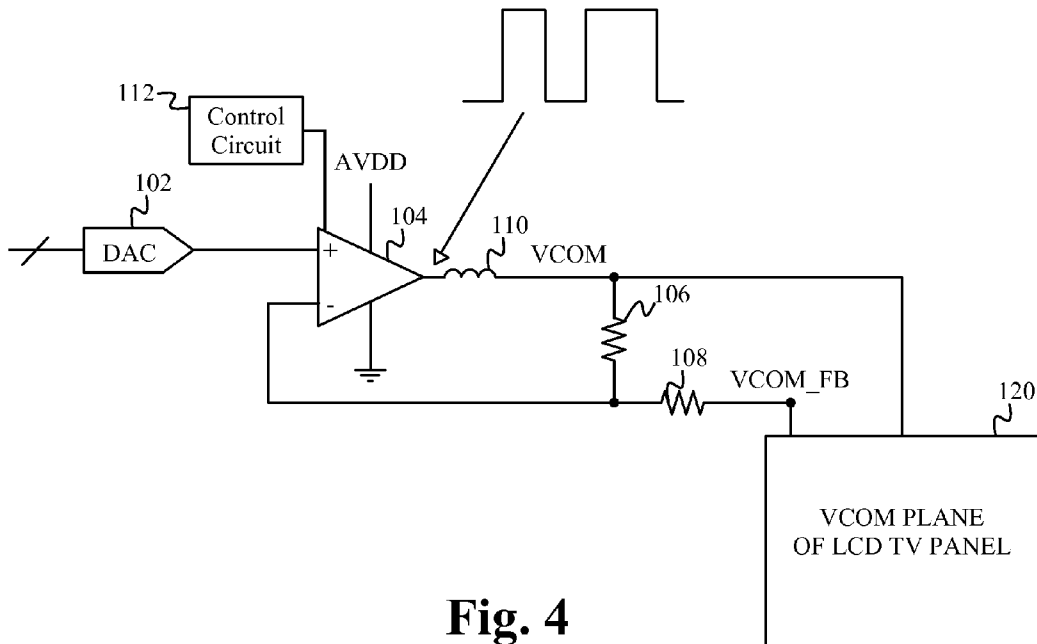 112
Control
Circuit
AVDD
102
104
DAC
+
110
VCOM
-
106
108
VCOM_FB
120
VCOM PLANE
OF LCD TV PANEL
Fig. 4